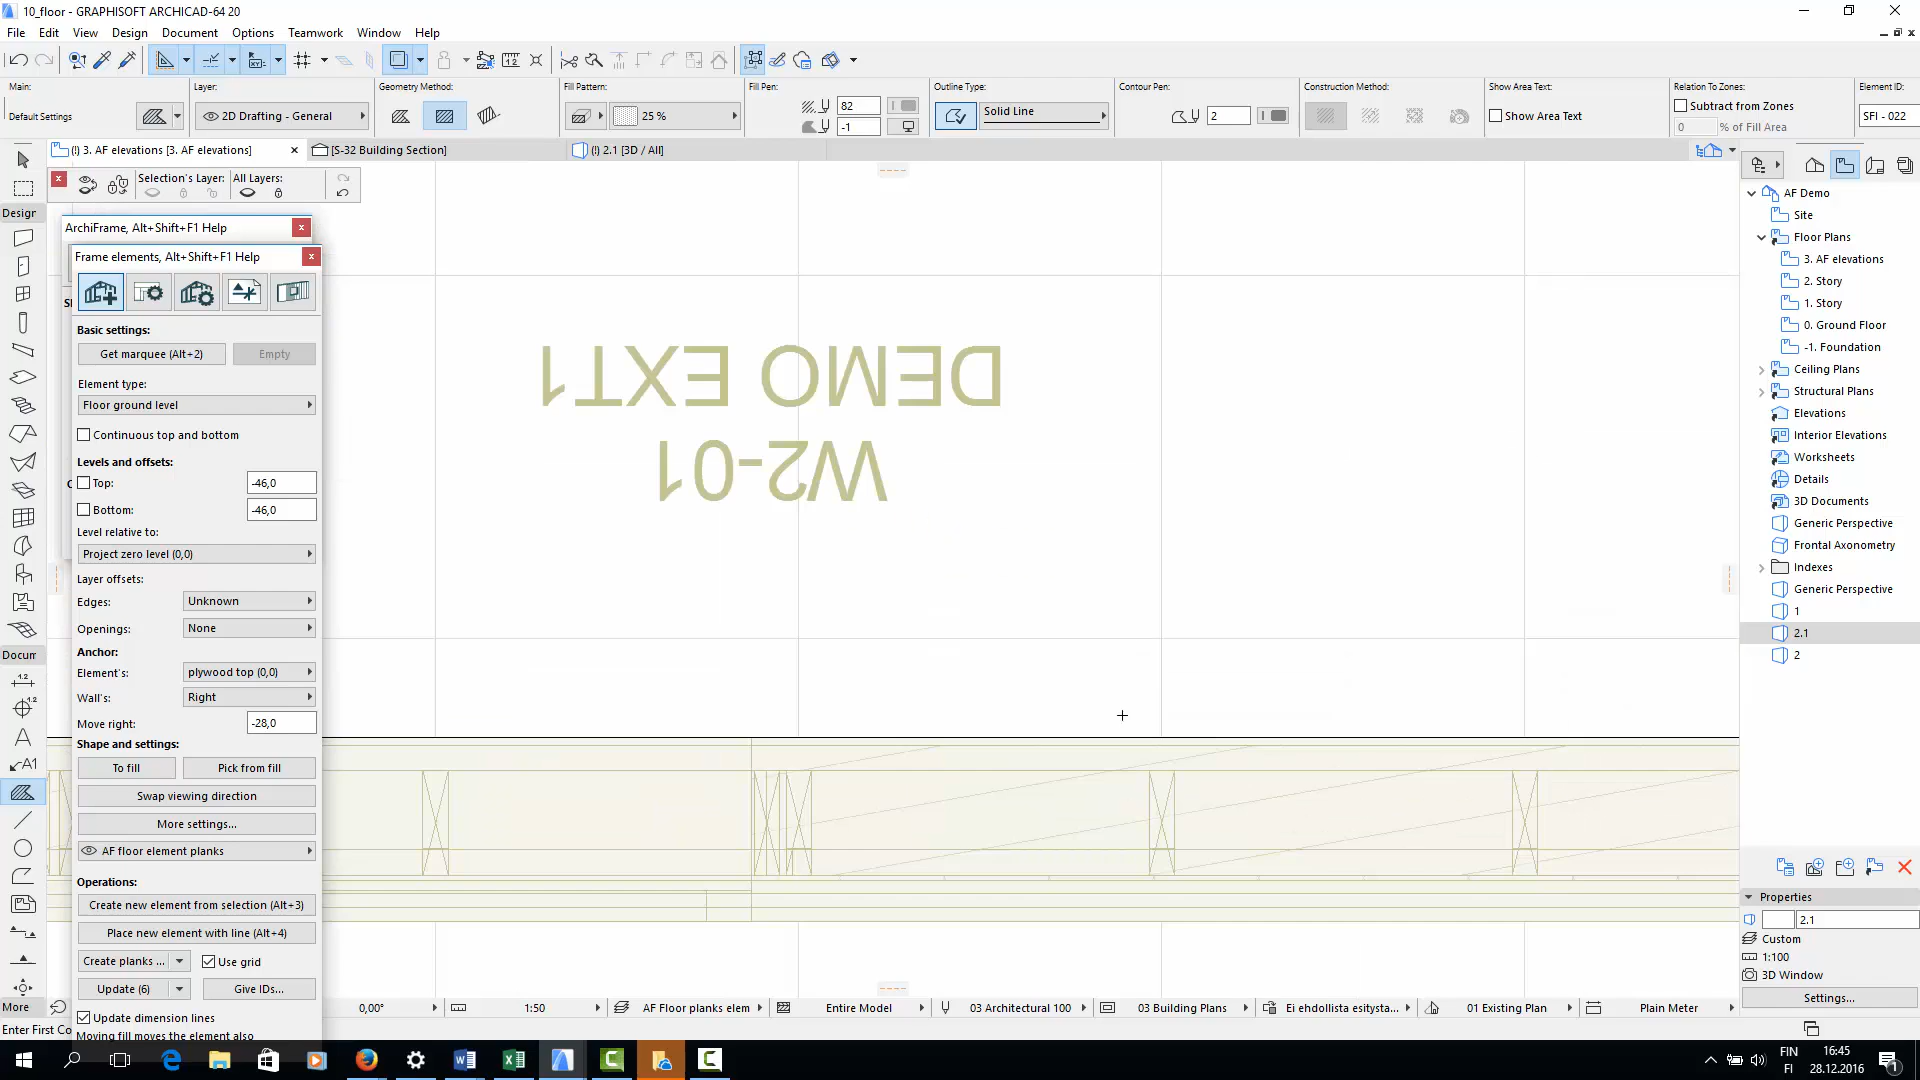 10_floor - GRAPHISOFT ARCHICAD-64 20
File Edit View Design Document Options Teamwork Window Help
Main:
Default Settings
Layer:
2D Drafting - General
Geometry Method:
Fill Pattern:
25 %
Fill Pen:
82
-1
Outline Type:
Solid Line
Contour Pen:
2
Construction Method:
Show Area Text:
Show Area Text
Relation To Zones:
Subtract from Zones
0 % of Fill Area
Element ID:
SFI - 022
(!) 3. AF elevations [3. AF elevations]
[S-32 Building Section]
(!) 2.1 [3D / All]
Selection's Layer: All Layers:
Design
ArchiFrame, Alt+Shift+F1 Help
Frame elements, Alt+Shift+F1 Help
Basic settings:
Get marquee (Alt+2) Empty
Element type:
Floor ground level
Continuous top and bottom
Levels and offsets:
Top: -46,0
Bottom: -46,0
Level relative to:
Project zero level (0,0)
Layer offsets:
Edges: Unknown
Openings: None
Anchor:
Element's: plywood top (0,0)
Wall's: Right
Move right: -28,0
Shape and settings:
To fill Pick from fill
Swap viewing direction
More settings...
AF floor element planks
Operations:
Create new element from selection (Alt+3)
Place new element with line (Alt+4)
Create planks ... Use grid
Update (6) Give IDs...
Update dimension lines
Moving fill moves the element also
Docum
More
Enter First Co
DEMO EXT1
W2-01
AF Demo
Site
Floor Plans
3. AF elevations
2. Story
1. Story
0. Ground Floor
-1. Foundation
Ceiling Plans
Structural Plans
Elevations
Interior Elevations
Worksheets
Details
3D Documents
Generic Perspective
Frontal Axonometry
Indexes
Generic Perspective
1
2.1
2
Properties
2.1
Custom
1:100
3D Window
Settings...
0,00° 1:50 AF Floor planks elem Entire Model 03 Architectural 100 03 Building Plans Ei ehdollista esitysta... 01 Existing Plan Plain Meter
FIN
FI
16:45
28.12.2016
1